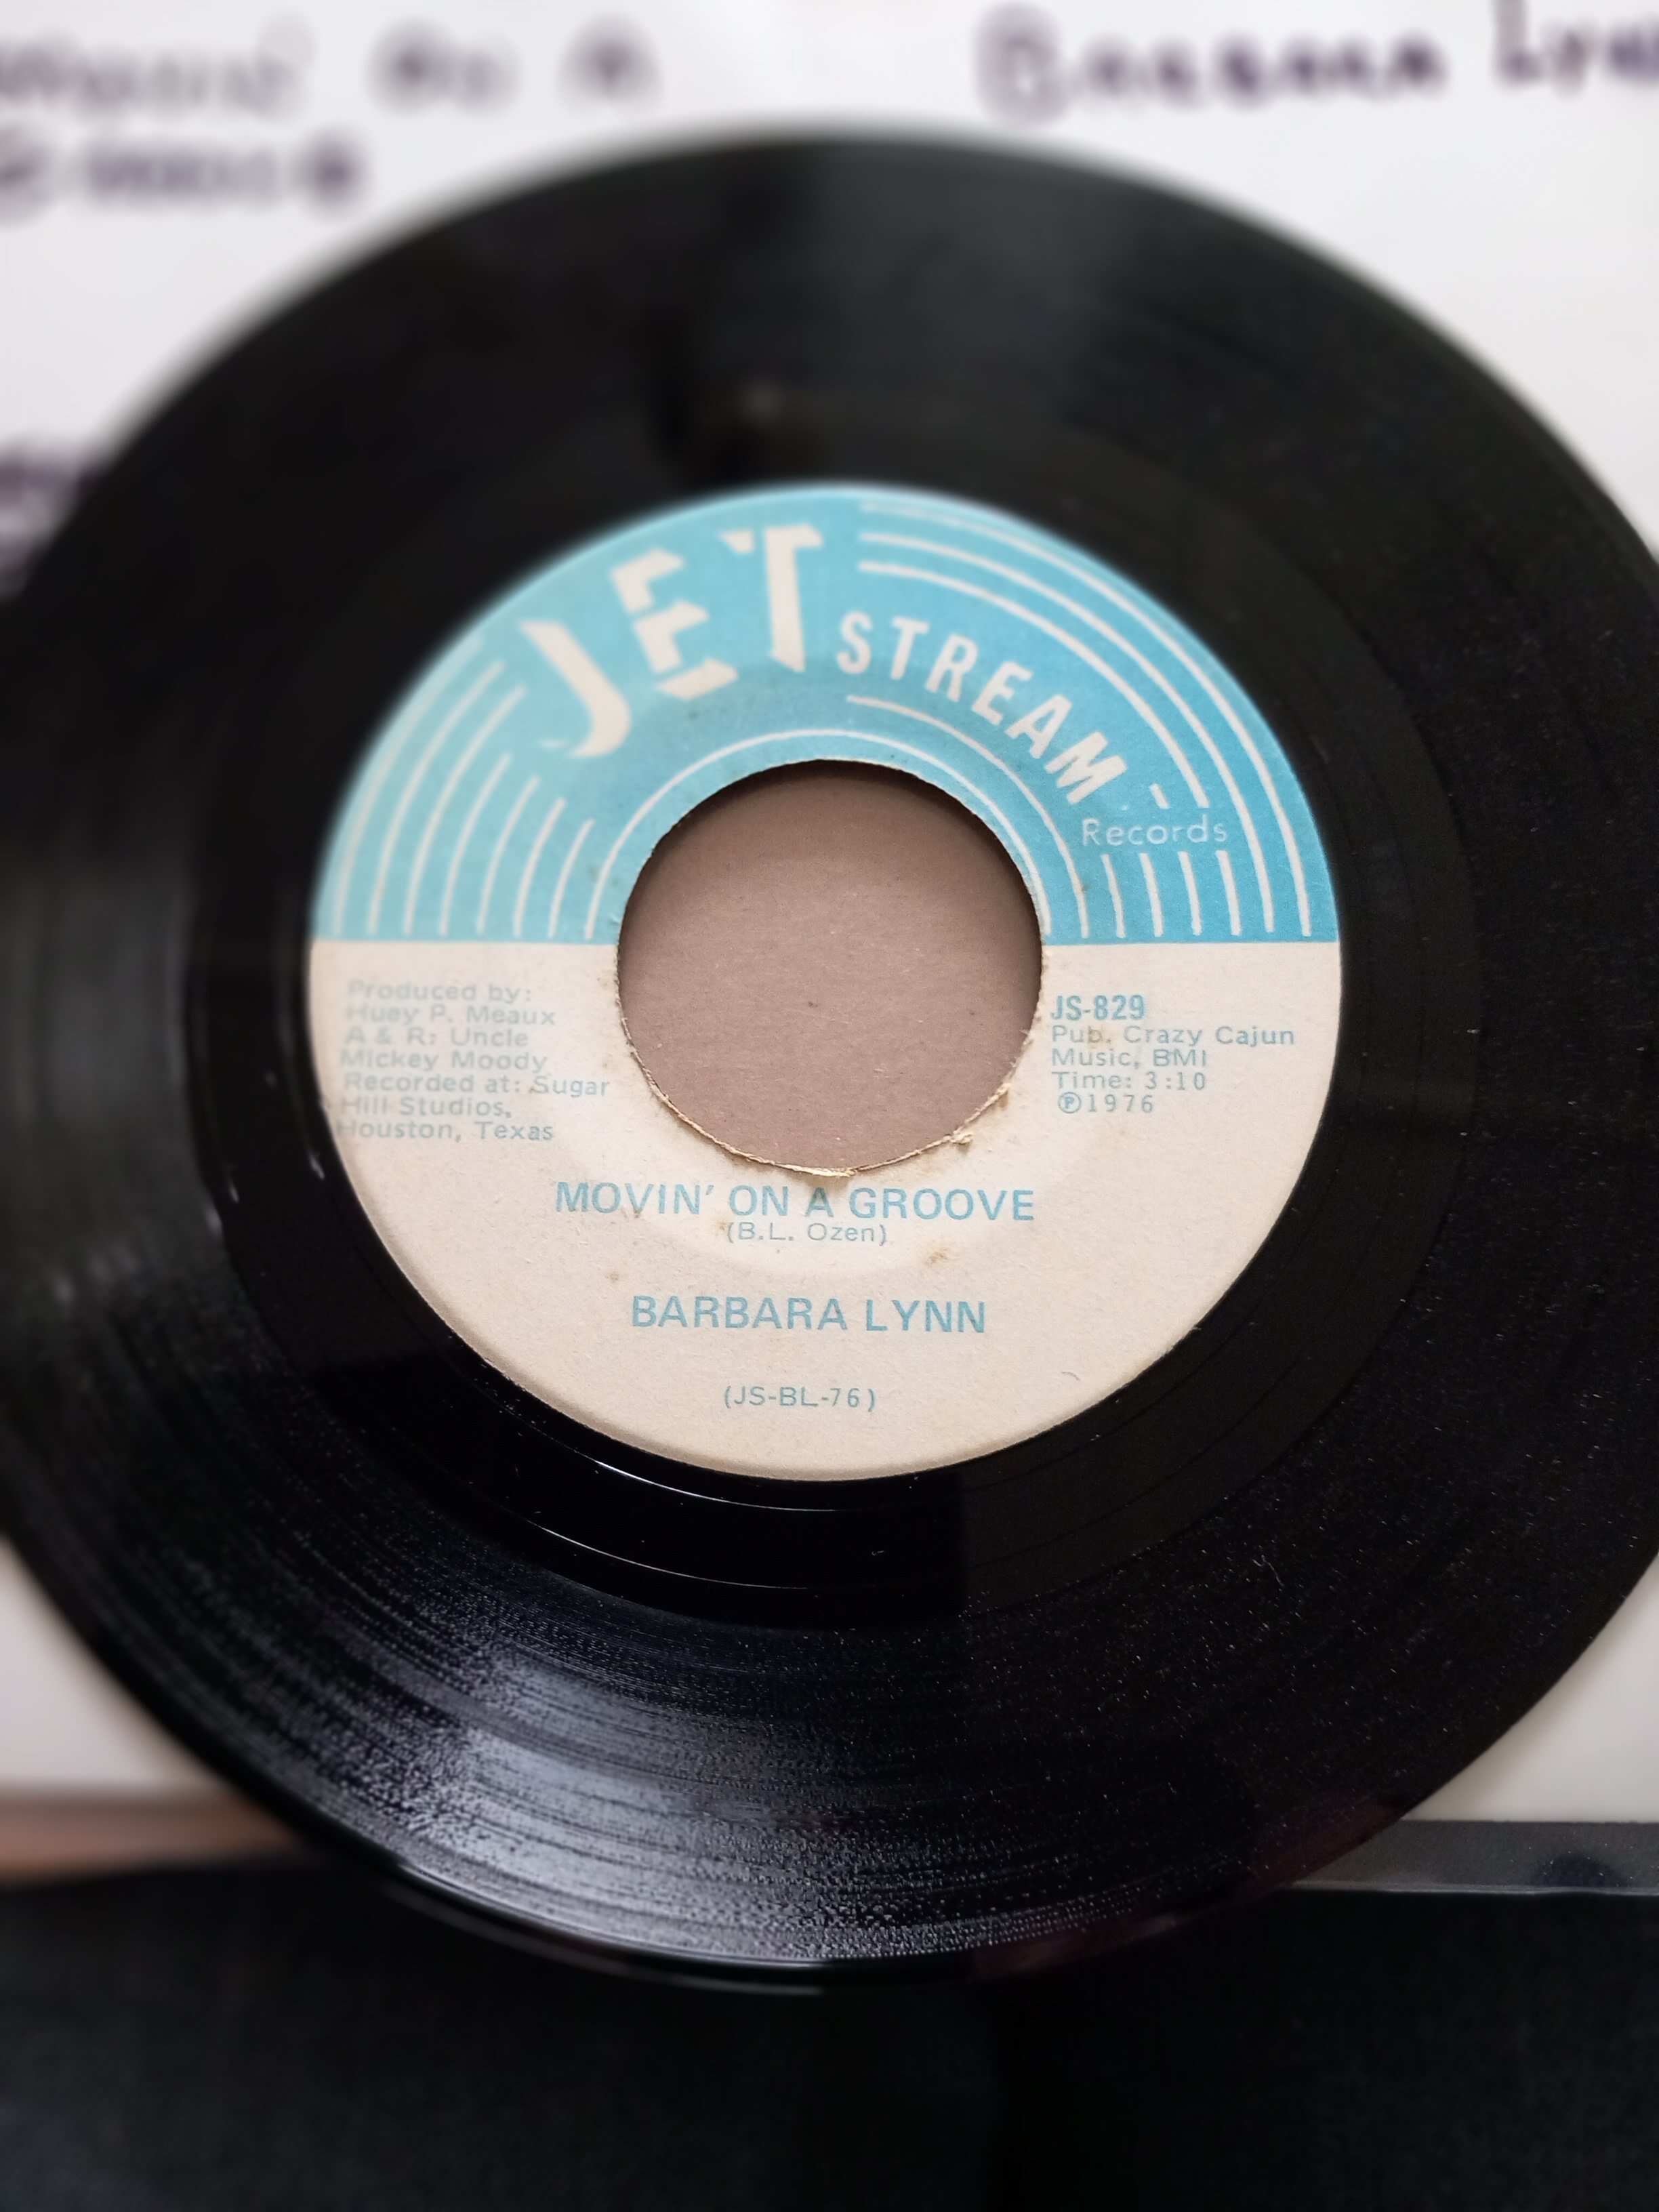 BARBARA
JET STREAM
Records
Produced by:
Huey P. Meaux
A & R: Uncle
Mickey Moody
Recorded at: Sugar
Hill Studios,
Houston, Texas
JS-829
Pub. Crazy Cajun
Music, BMI
Time: 3:10
℗1976
MOVIN' ON A GROOVE
(B.L. Ozen)
BARBARA LYNN
(JS-BL-76)